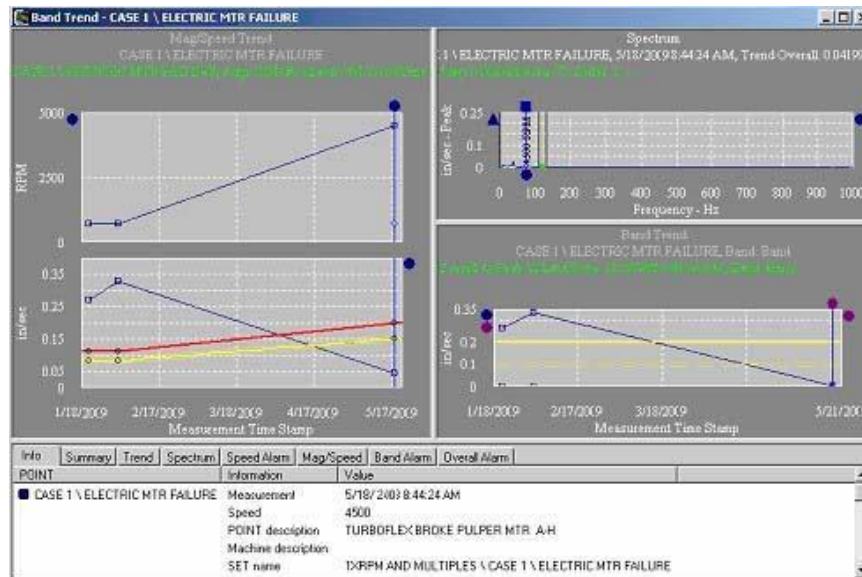 Band Trend - CASE 1 \ ELECTRIC MTR FAILURE
Mag/Speed Trend
CASE 1 \ ELECTRIC MTR FAILURE
5000
2500
0
RPM
0.35
0.25
0.15
0.05
0
in/sec
1/18/2009 2/17/2009 3/18/2009 4/17/2009 5/17/2009
Measurement Time Stamp
Spectrum
1 \ ELECTRIC MTR FAILURE, 5/18/2009 8:44:24 AM, Trend Overall: 0.04199
0.25
0.1
0
in/sec - Peak
0 100 200 300 400 500 600 700 800 900 1000
Frequency - Hz
Band Trend
CASE 1 \ ELECTRIC MTR FAILURE, Band: Band
0.35
0.2
0.1
0
in/sec
1/18/2009 2/17/2009 3/18/2009 5/21/2009
Measurement Time Stamp
Info Summary Trend Spectrum Speed Alarm Mag/Speed Band Alarm Overall Alarm
POINT Information Value
CASE 1 \ ELECTRIC MTR FAILURE Measurement 8:44:24 AM
Speed 4500
POINT description TURBOFLEX BROKE PULPER MTR A-H
Machine description
SET name 1XRPM AND MULTIPLES \ CASE 1 \ ELECTRIC MTR FAILURE